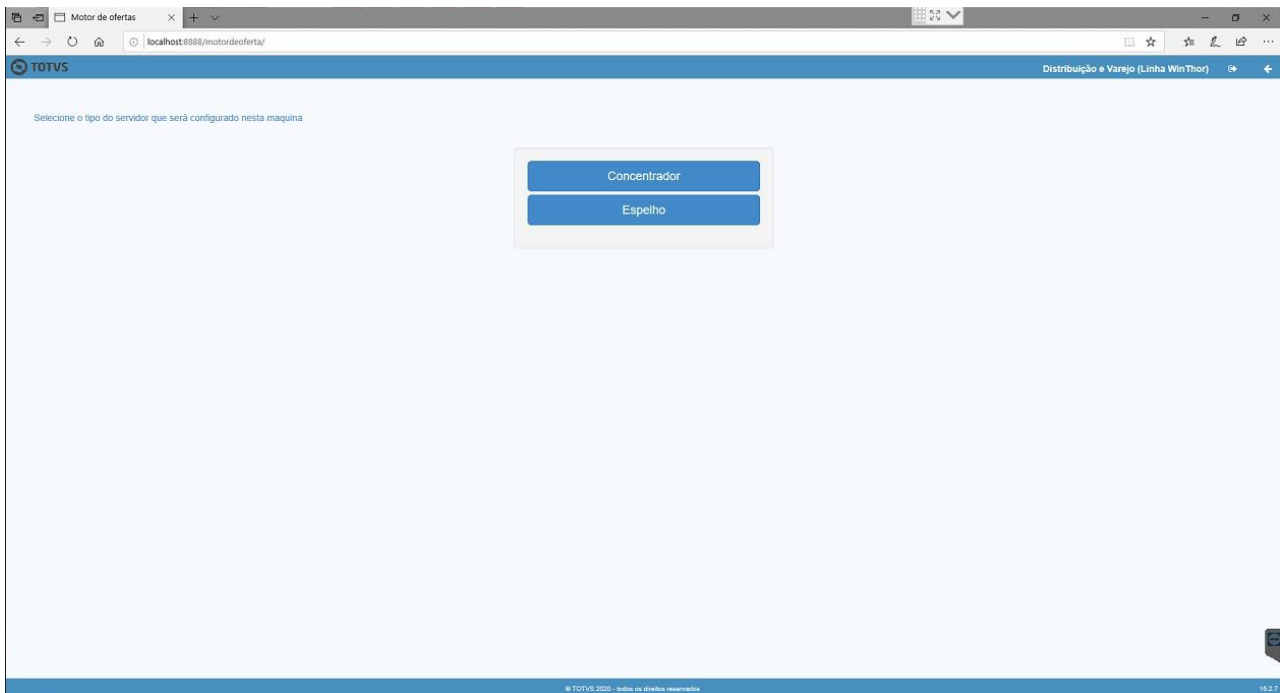 Motor de ofertas
localhost:8888/motordeoferta/
TOTVS
Distribuição e Varejo (Linha WinThor)
Selecione o tipo do servidor que será configurado nesta maquina
Concentrador
Espelho
© TOTVS 2020 - todos os direitos reservados
15.2.7